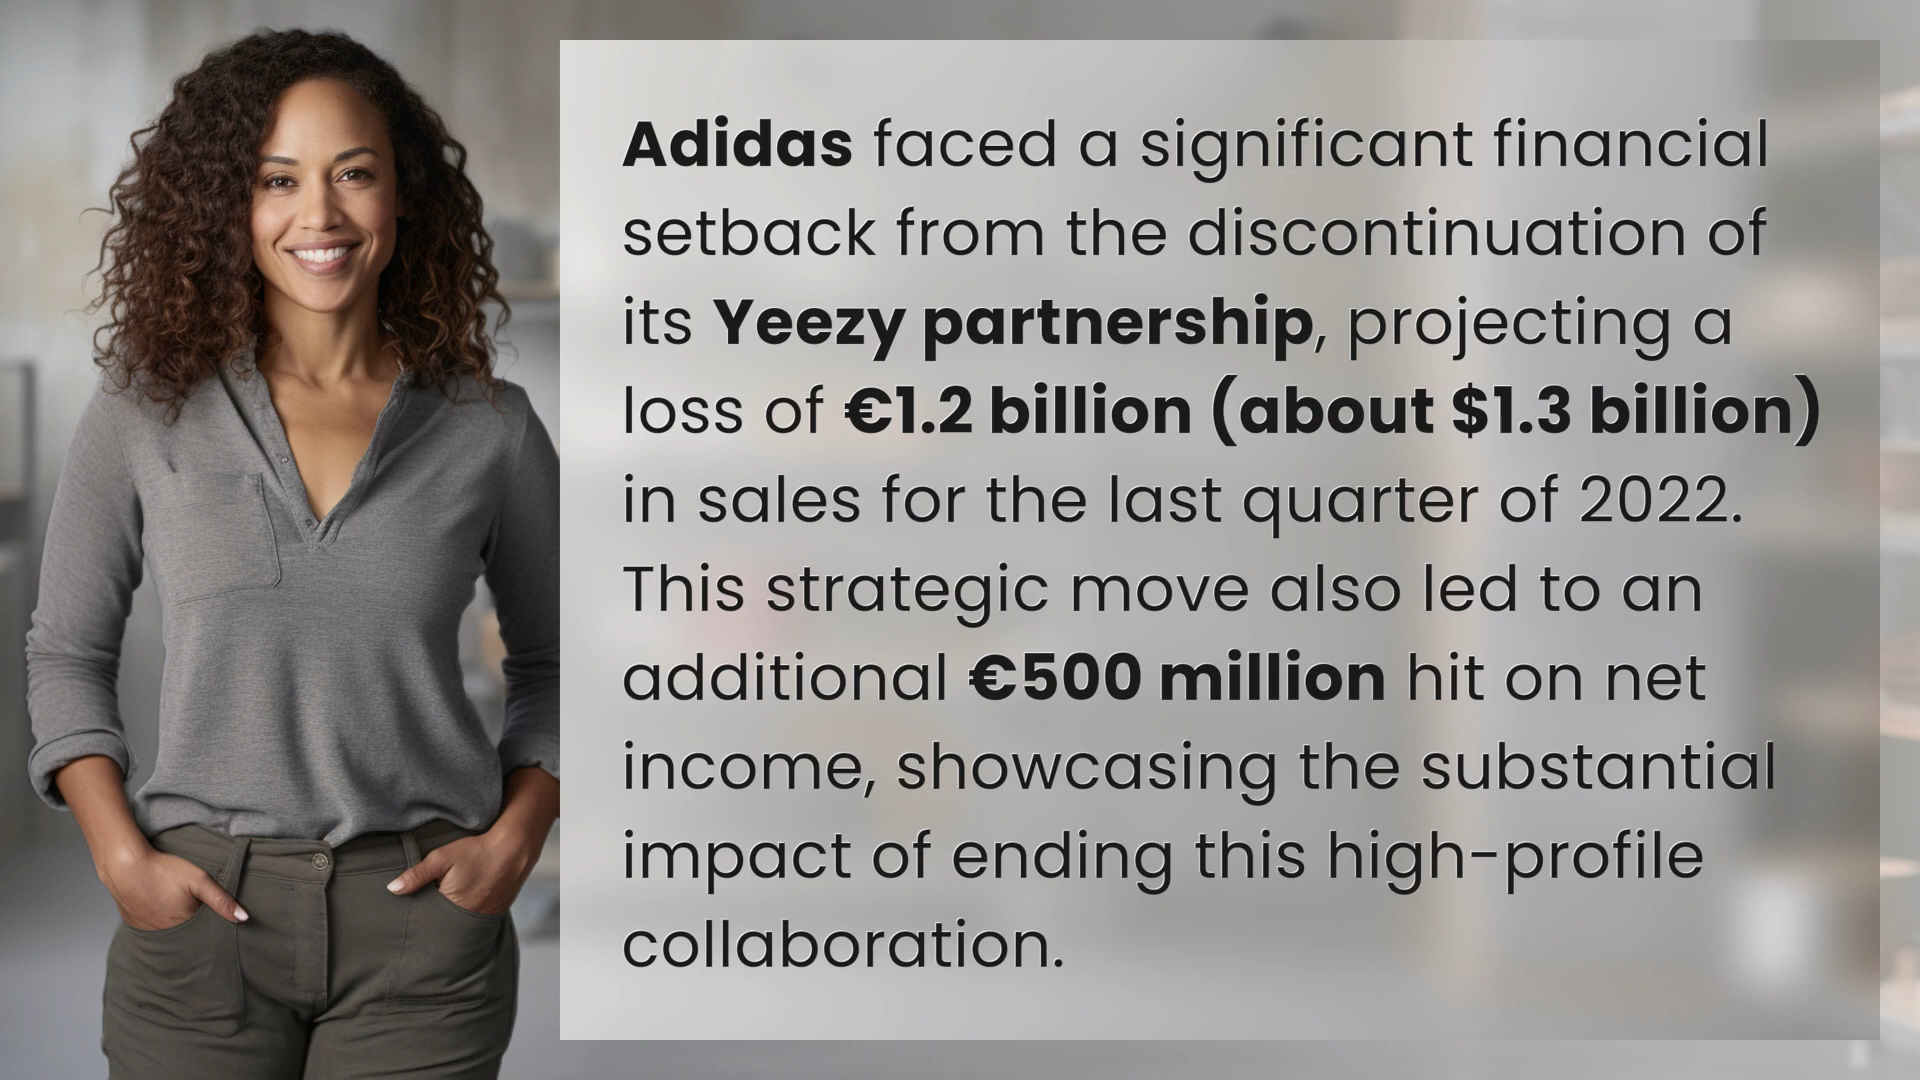 Adidas faced a significant financial
setback from the discontinuation of
its Yeezy partnership, projecting a
loss of €1.2 billion (about $1.3 billion)
in sales for the last quarter of 2022.
This strategic move also led to an
additional €500 million hit on net
income, showcasing the substantial
impact of ending this high-profile
collaboration.